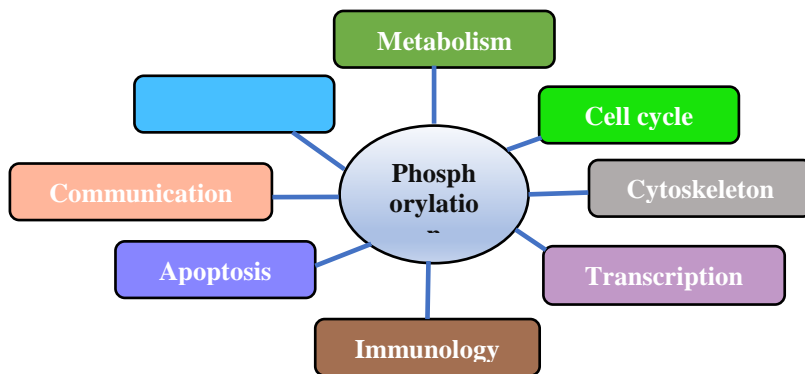 Metabolism
Cell cycle
Communication
Phosph
orylatio
n
Cytoskeleton
Apoptosis
Transcription
Immunology